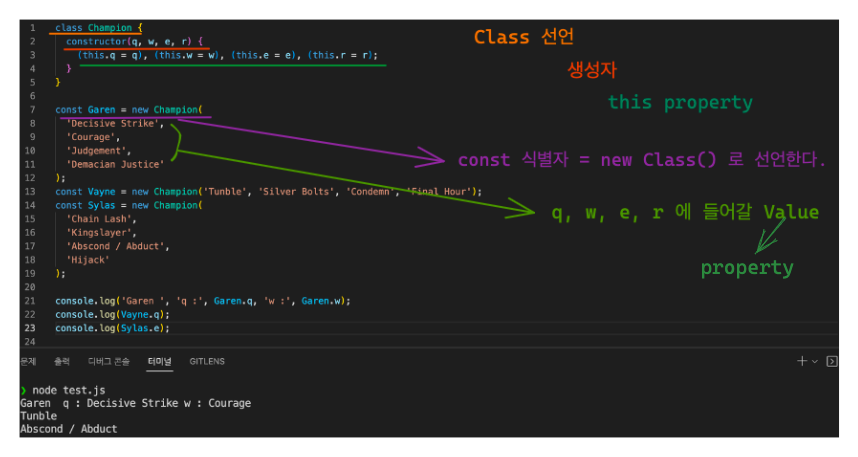 1 class Champion {
Class 선언
2 constructor(q, w, e, r) {
3 (this.q = q), (this.w = w), (this.e = e), (this.r = r);
생성자
4 }
5 }
6
this property
7 const Garen = new Champion(
8 'Decisive Strike',
9 'Courage',
10 'Judgement',
11 'Demacian Justice'
const 식별자 = new Class() 로 선언한다.
12 );
13 const Vayne = new Champion('Tunble', 'Silver Bolts', 'Condemn', 'Final Hour');
14 const Sylas = new Champion(
15 'Chain Lash',
q, w, e, r 에 들어갈 Value
16 'Kingslayer',
17 'Abscond / Abduct',
18 'Hijack'
19 );
property
20
21 console.log('Garen ', 'q :', Garen.q, 'w :', Garen.w);
22 console.log(Vayne.q);
23 console.log(Sylas.e);
24
문제 출력 디버그 콘솔 터미널 GITLENS
❯ node test.js
Garen  q : Decisive Strike w : Courage
Tunble
Abscond / Abduct